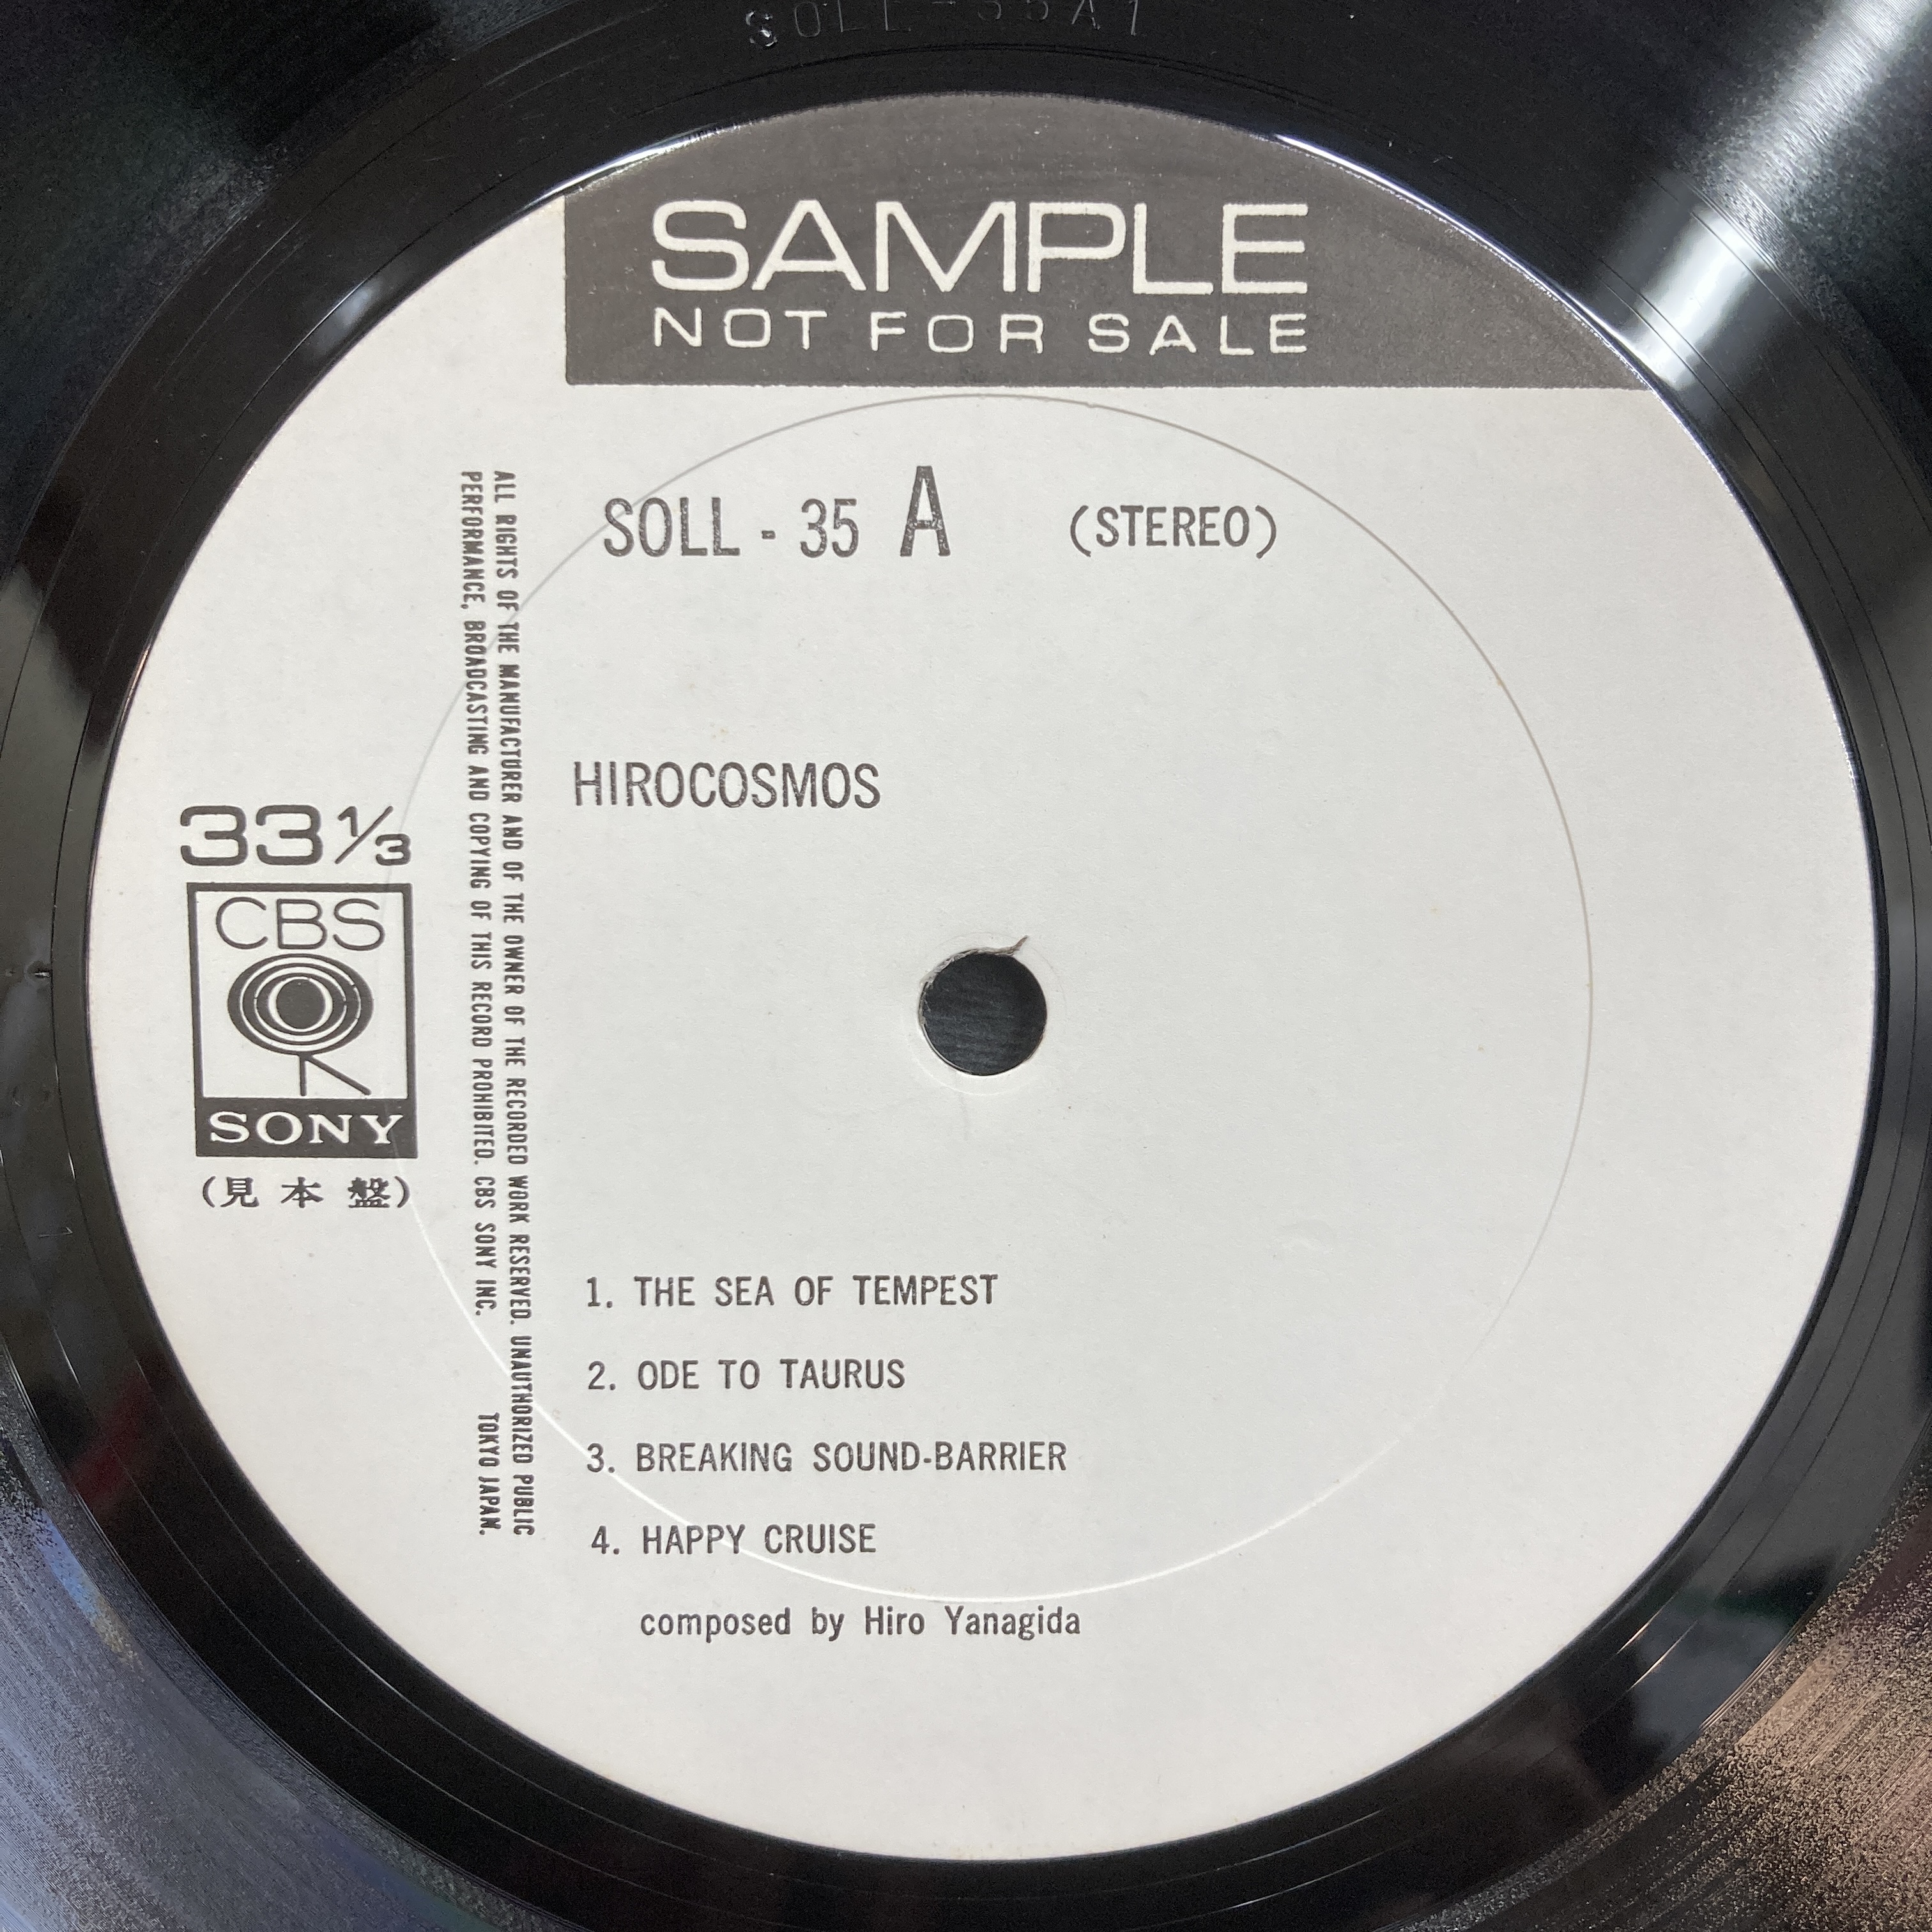 SOLL-35A1
SAMPLE
NOT FOR SALE
SOLL - 35 A (STEREO)
HIROCOSMOS
33⅓
CBS
SONY
(見本盤)
ALL RIGHTS OF THE MANUFACTURER AND OF THE OWNER OF THE RECORDED WORK RESERVED. UNAUTHORIZED PUBLIC
PERFORMANCE, BROADCASTING AND COPYING OF THIS RECORD PROHIBITED. CBS SONY INC. TOKYO JAPAN.
1. THE SEA OF TEMPEST
2. ODE TO TAURUS
3. BREAKING SOUND-BARRIER
4. HAPPY CRUISE
composed by Hiro Yanagida